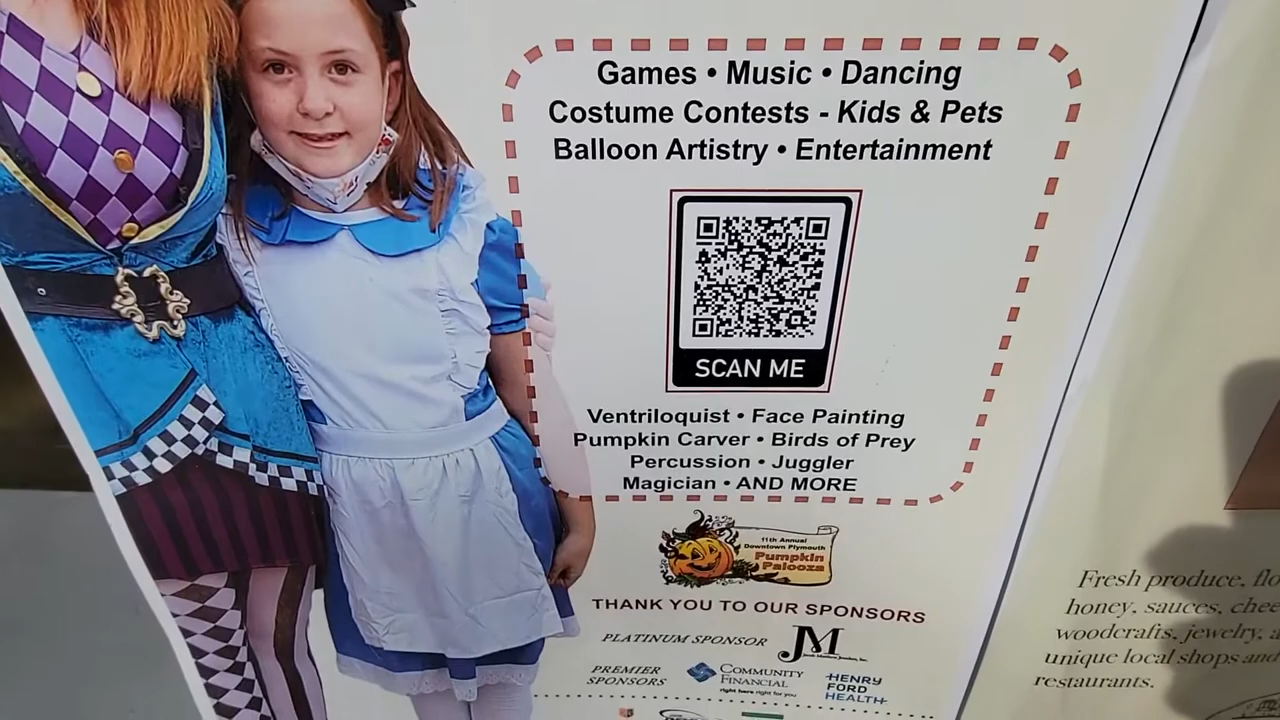 Games • Music • Dancing
Costume Contests - Kids & Pets
Balloon Artistry • Entertainment
SCAN ME
Ventriloquist • Face Painting
Pumpkin Carver • Birds of Prey
Percussion • Juggler
Magician • AND MORE
11th Annual
Downtown Plymouth
Pumpkin
Palooza
THANK YOU TO OUR SPONSORS
PLATINUM SPONSOR
JM
PREMIER
SPONSORS
COMMUNITY
FINANCIAL
right here right for you
HENRY
FORD
HEALTH
Fresh produce, flo
honey, sauces, chee
woodcrafts, jewelry, a
unique local shops and
restaurants.